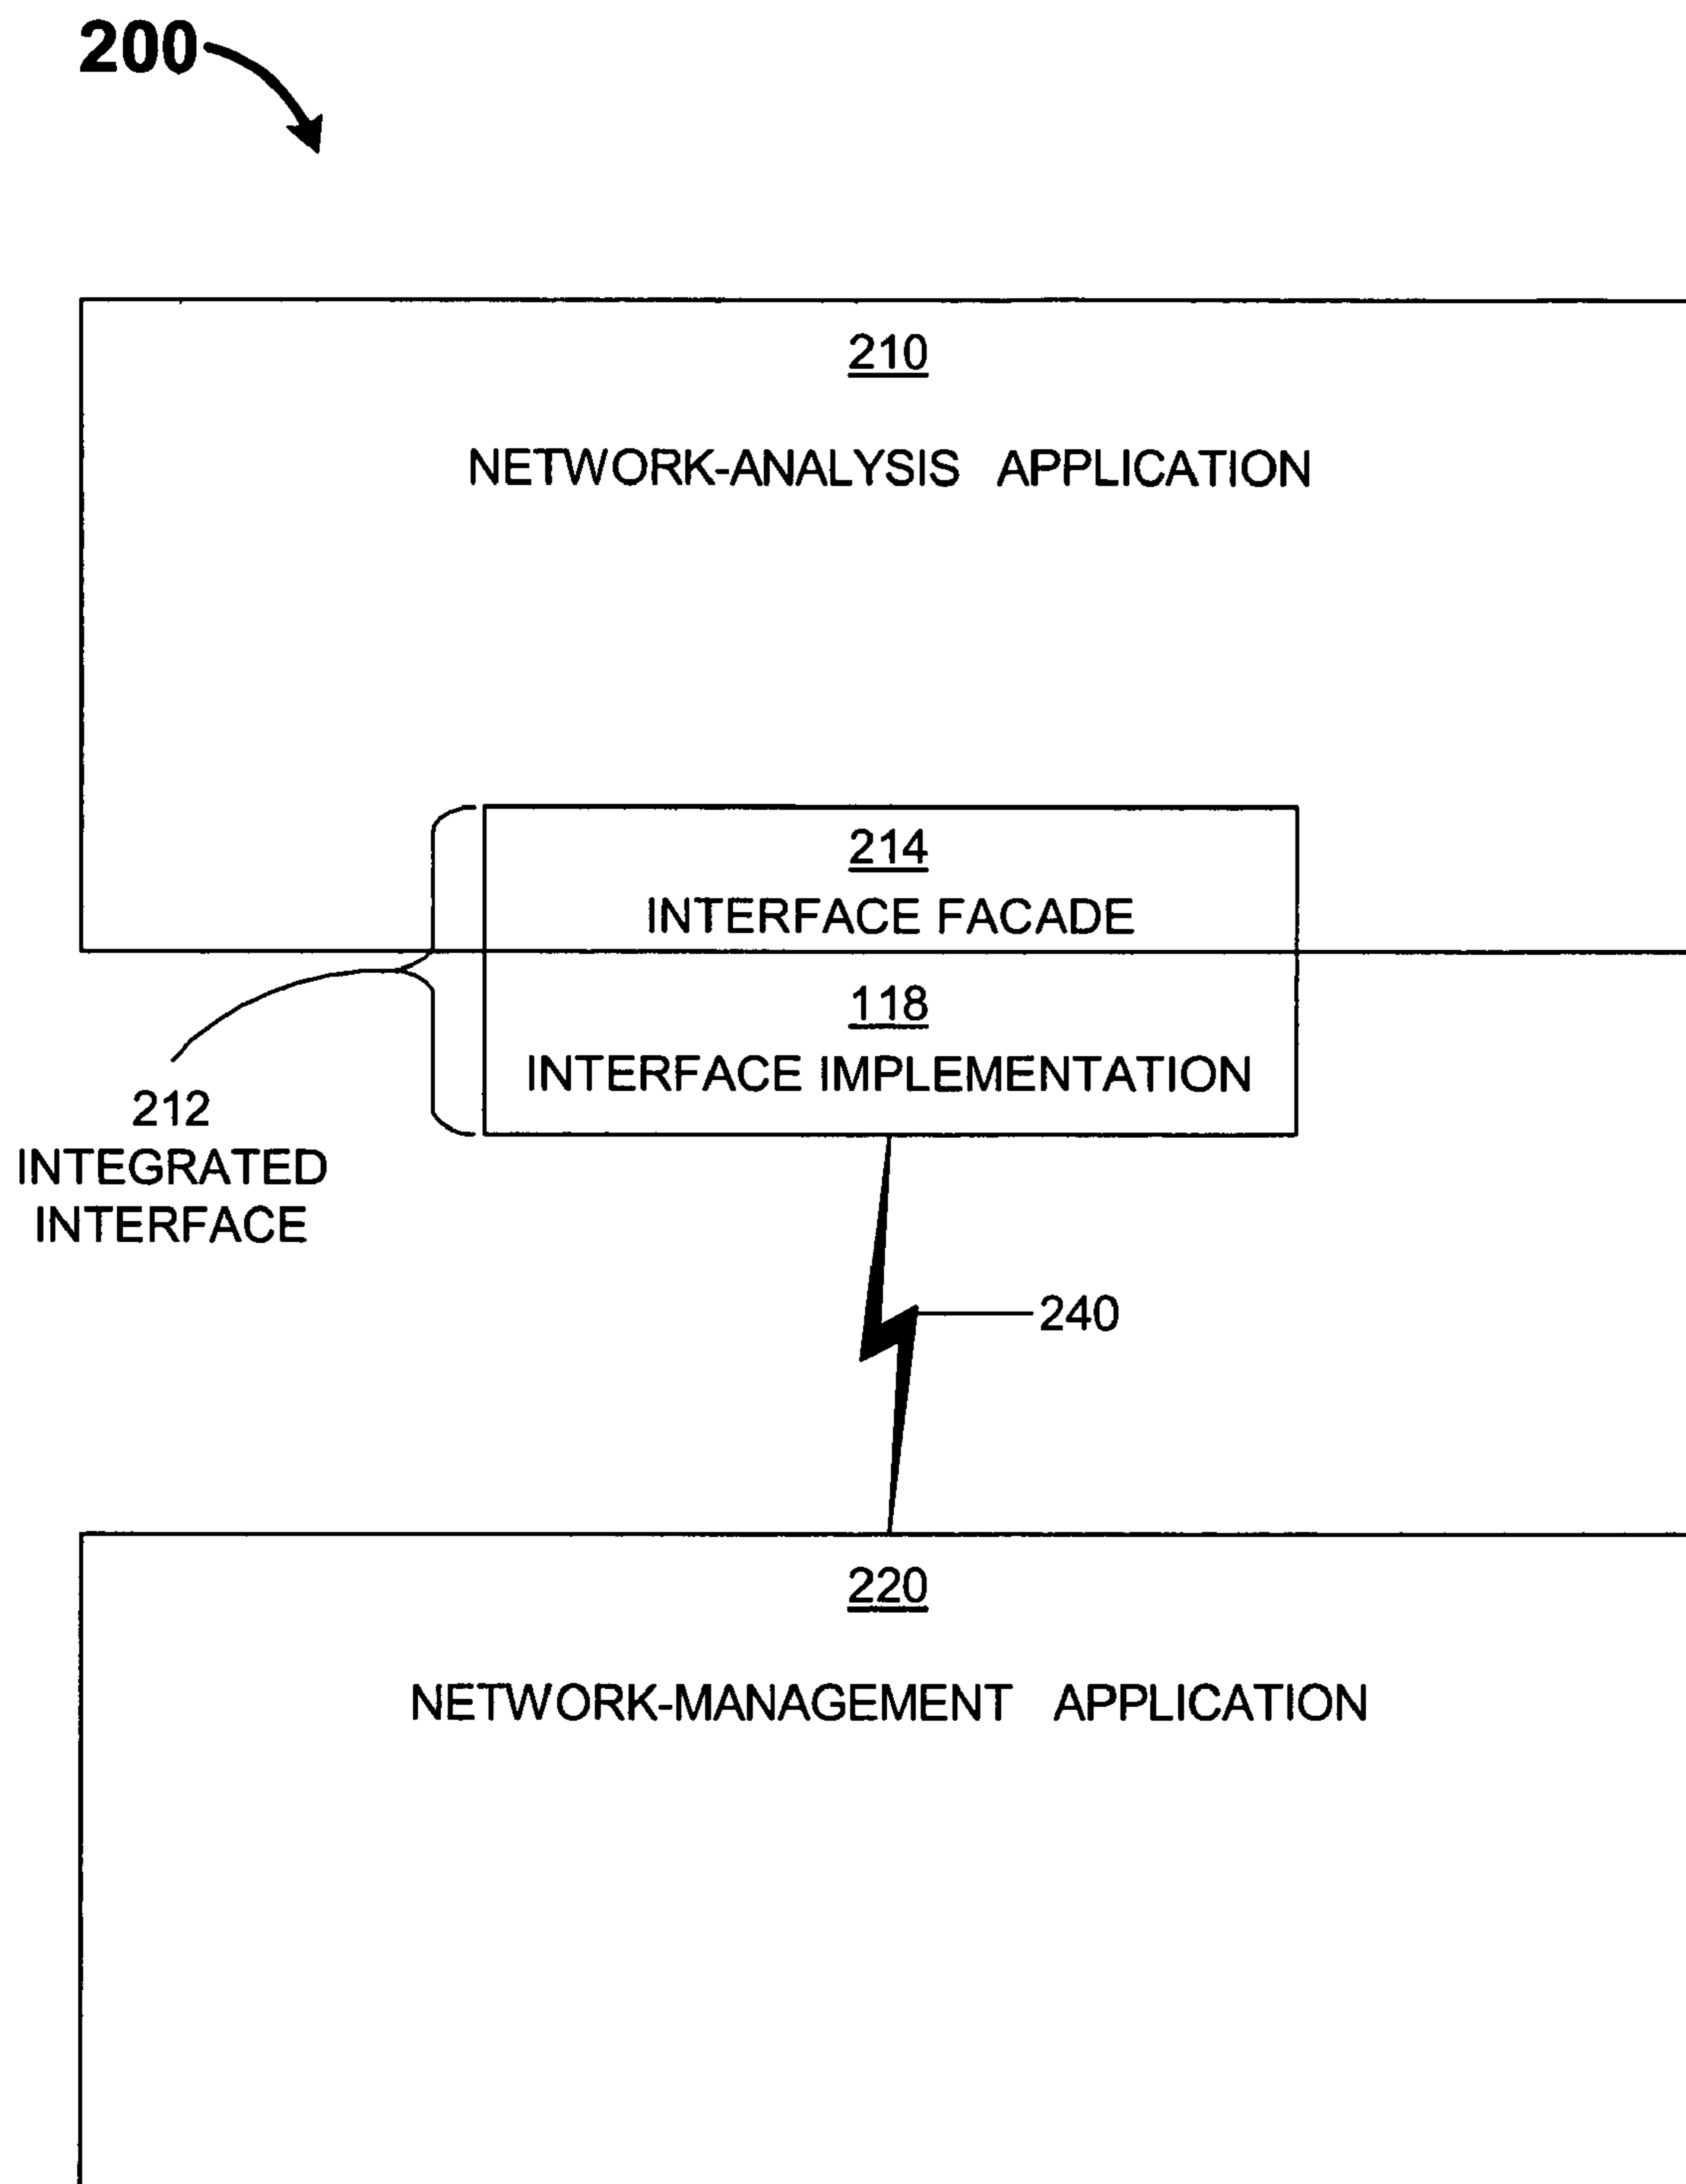 200
210
NETWORK-ANALYSIS APPLICATION
214
INTERFACE FACADE
118
INTERFACE IMPLEMENTATION
212
INTEGRATED
INTERFACE
240
220
NETWORK-MANAGEMENT APPLICATION